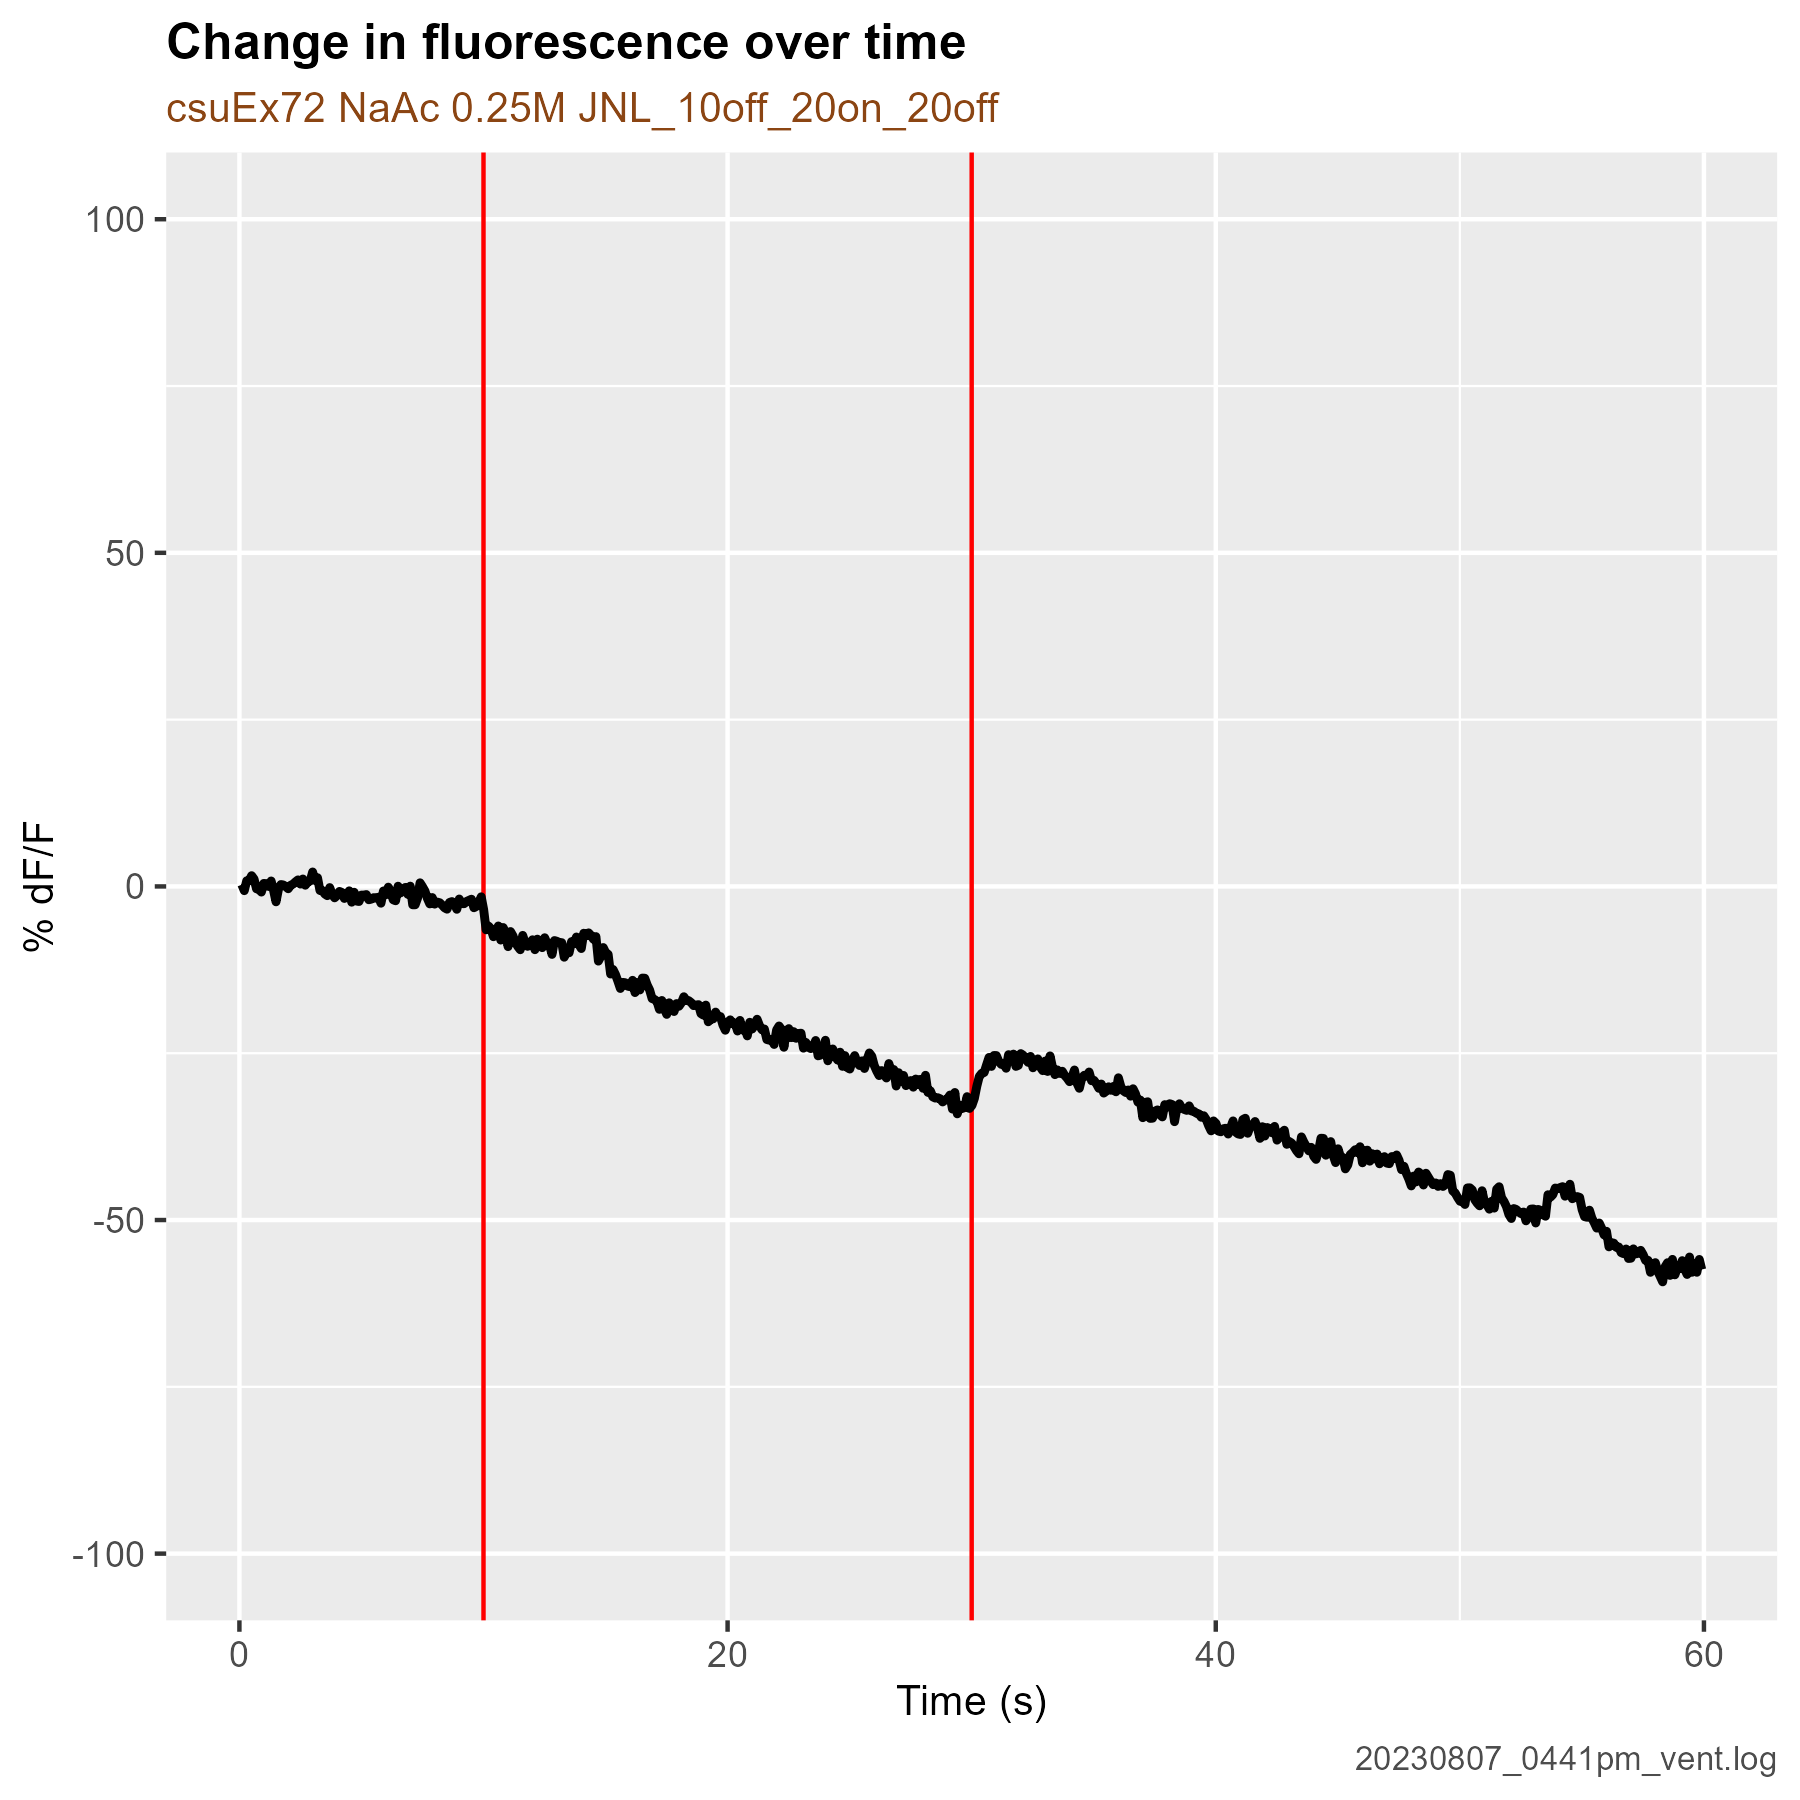 Change in fluorescence over time
csuEx72 NaAc 0.25M JNL_10off_20on_20off
100
50
0
-50
-100
% dF/F
0 20 40 60
Time (s)
20230807_0441pm_vent.log